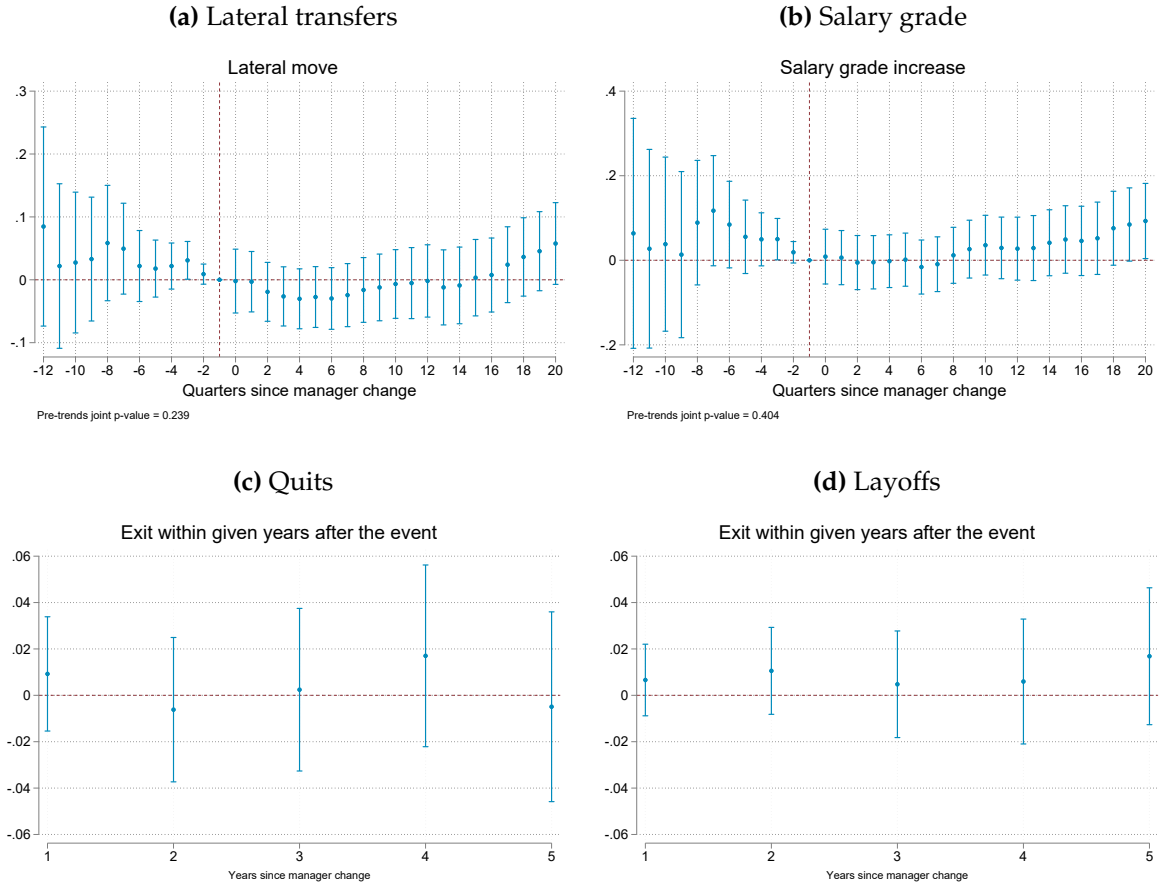 (a) Lateral transfers
Lateral move
.3
.2
.1
0
-.1
-12 -10 -8 -6 -4 -2 0 2 4 6 8 10 12 14 16 18 20
Quarters since manager change
Pre-trends joint p-value = 0.239
(b) Salary grade
Salary grade increase
.4
.2
0
-.2
-12 -10 -8 -6 -4 -2 0 2 4 6 8 10 12 14 16 18 20
Quarters since manager change
Pre-trends joint p-value = 0.404
(c) Quits
Exit within given years after the event
.06
.04
.02
0
-.02
-.04
-.06
1 2 3 4 5
Years since manager change
(d) Layoffs
Exit within given years after the event
.06
.04
.02
0
-.02
-.04
-.06
1 2 3 4 5
Years since manager change